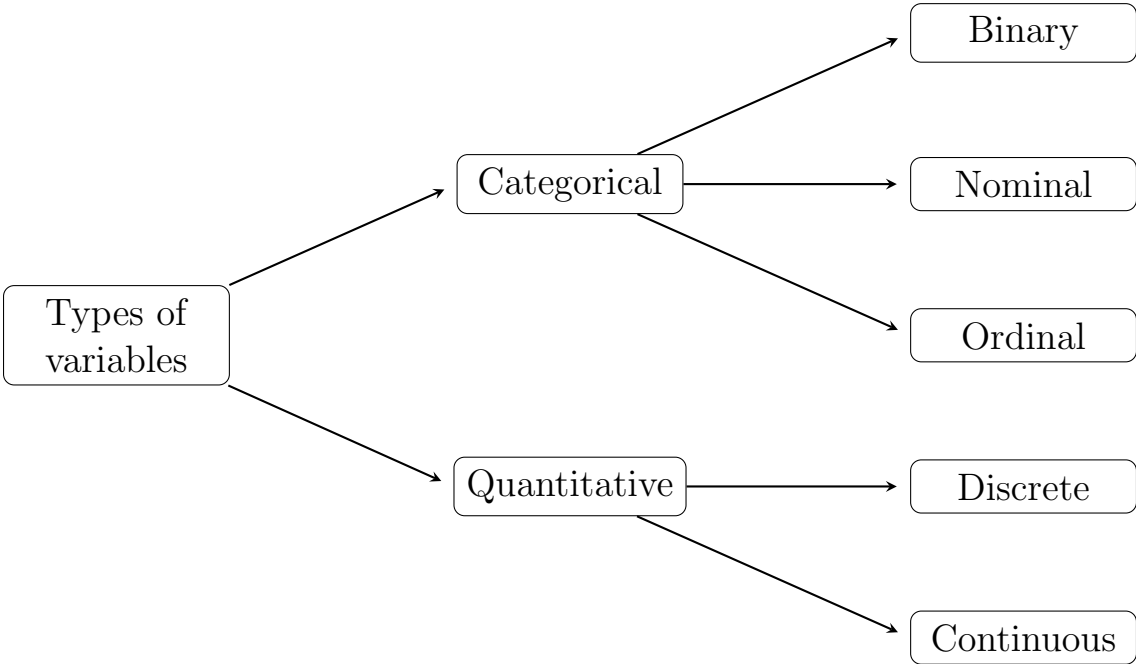 Binary
Categorical
Nominal
Types of
variables
Ordinal
Quantitative
Discrete
Continuous